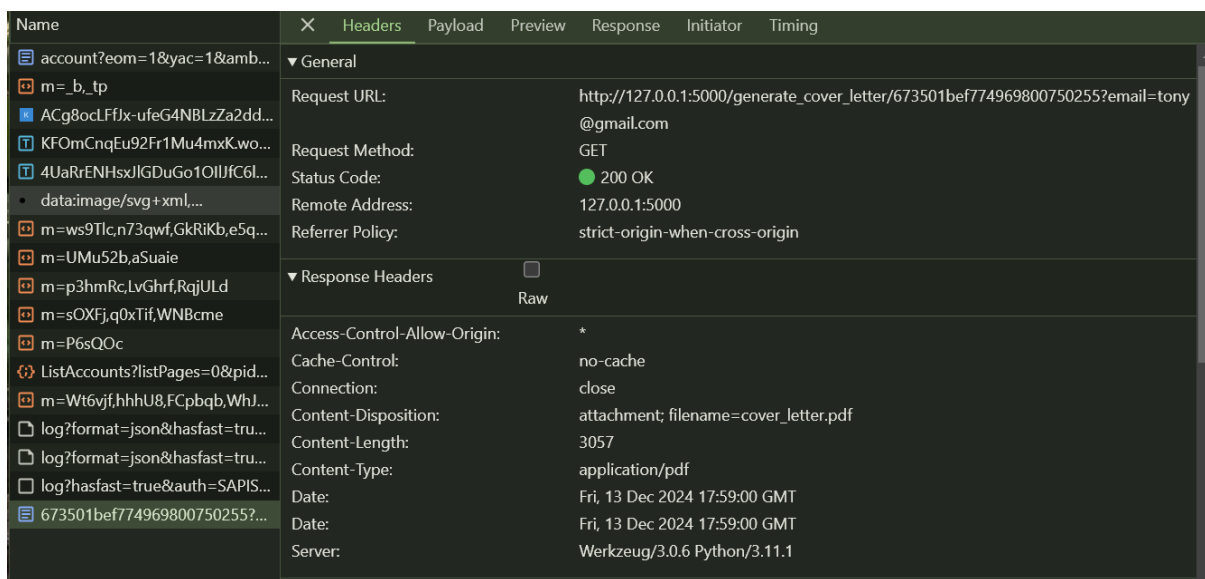 Name
Headers Payload Preview Response Initiator Timing
account?eom=1&yac=1&amb...
m=_b,_tp
ACg8ocLFfJx-ufeG4NBLzZa2dd...
KFOmCnqEu92Fr1Mu4mxK.wo...
4UaRrENHsxJlGDuGo1OIlJfC6l...
data:image/svg+xml,...
m=ws9Tlc,n73qwf,GkRiKb,e5q...
m=UMu52b,aSuaie
m=p3hmRc,LvGhrf,RqjULd
m=sOXFj,q0xTif,WNBcme
m=P6sQOc
ListAccounts?listPages=0&pid...
m=Wt6vjf,hhhU8,FCpbqb,WhJ...
log?format=json&hasfast=tru...
log?format=json&hasfast=tru...
log?hasfast=true&auth=SAPIS...
673501bef774969800750255?...
General
Request URL: http://127.0.0.1:5000/generate_cover_letter/673501bef774969800750255?email=tony
@gmail.com
Request Method: GET
Status Code: 200 OK
Remote Address: 127.0.0.1:5000
Referrer Policy: strict-origin-when-cross-origin
Response Headers
Raw
Access-Control-Allow-Origin: *
Cache-Control: no-cache
Connection: close
Content-Disposition: attachment; filename=cover_letter.pdf
Content-Length: 3057
Content-Type: application/pdf
Date: Fri, 13 Dec 2024 17:59:00 GMT
Date: Fri, 13 Dec 2024 17:59:00 GMT
Server: Werkzeug/3.0.6 Python/3.11.1